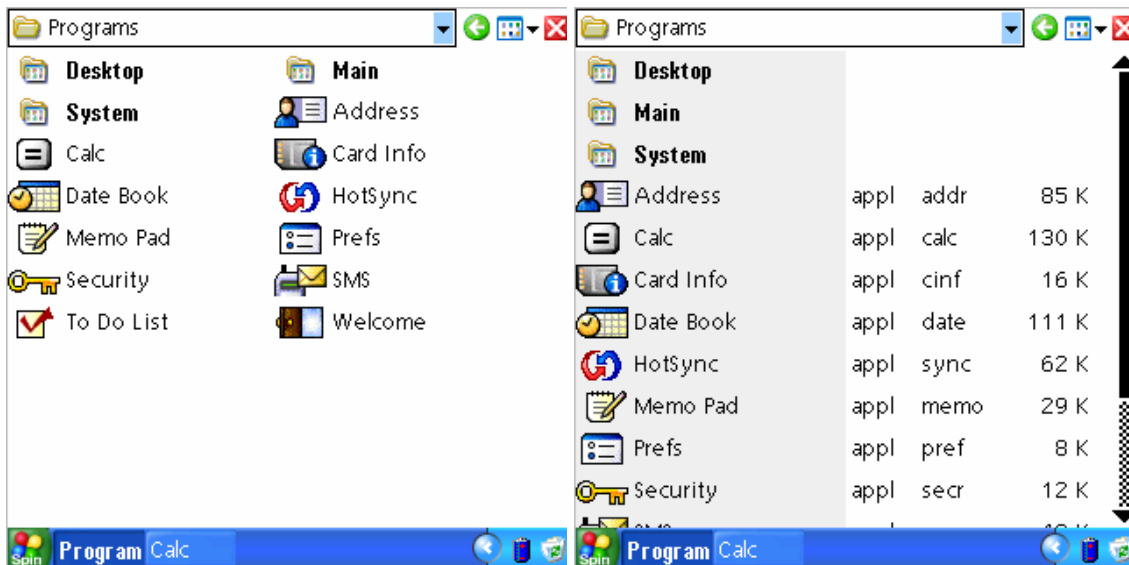 Programs
Desktop Main
System Address
Calc Card Info
Date Book HotSync
Memo Pad Prefs
Security SMS
To Do List Welcome
Spin Program Calc
Programs
Desktop
Main
System
Address appl addr 85 K
Calc appl calc 130 K
Card Info appl cinf 16 K
Date Book appl date 111 K
HotSync appl sync 62 K
Memo Pad appl memo 29 K
Prefs appl pref 8 K
Security appl secr 12 K
Spin Program Calc